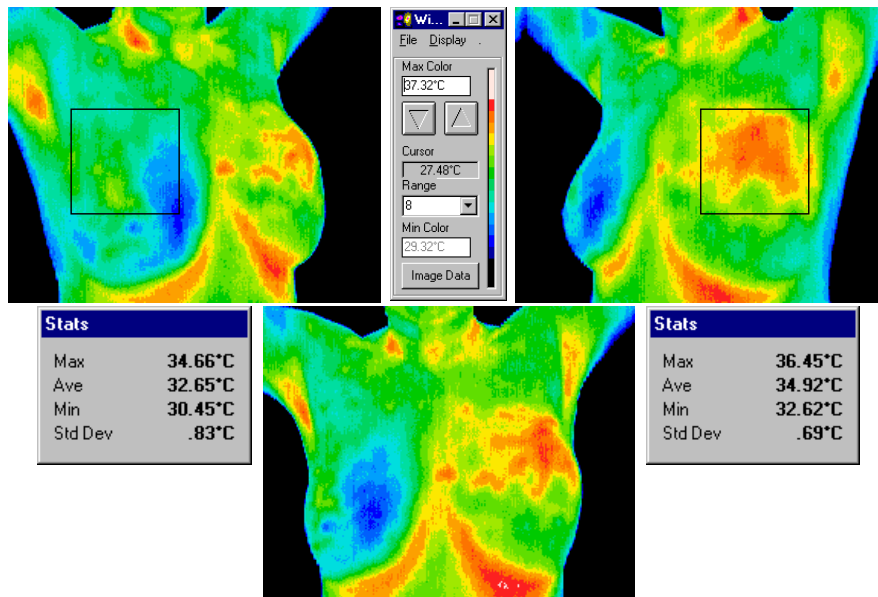 Wi...
File Display .
Max Color
37.32°C
Cursor
27.48°C
Range
8
Min Color
29.32°C
Image Data
Stats
Max 34.66°C
Ave 32.65°C
Min 30.45°C
Std Dev .83°C
Stats
Max 36.45°C
Ave 34.92°C
Min 32.62°C
Std Dev .69°C